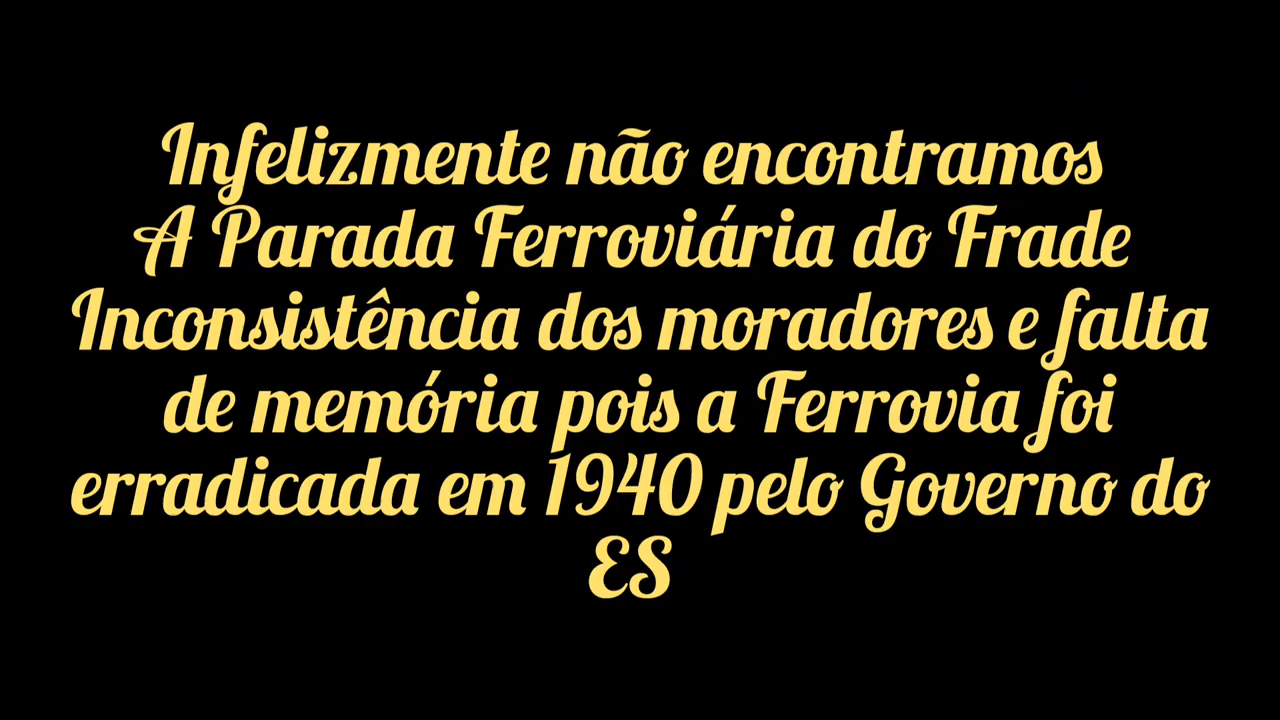 Infelizmente não encontramos
A Parada Ferroviária do Frade
Inconsistência dos moradores e falta
de memória pois a Ferrovia foi
erradicada em 1940 pelo Governo do
ES